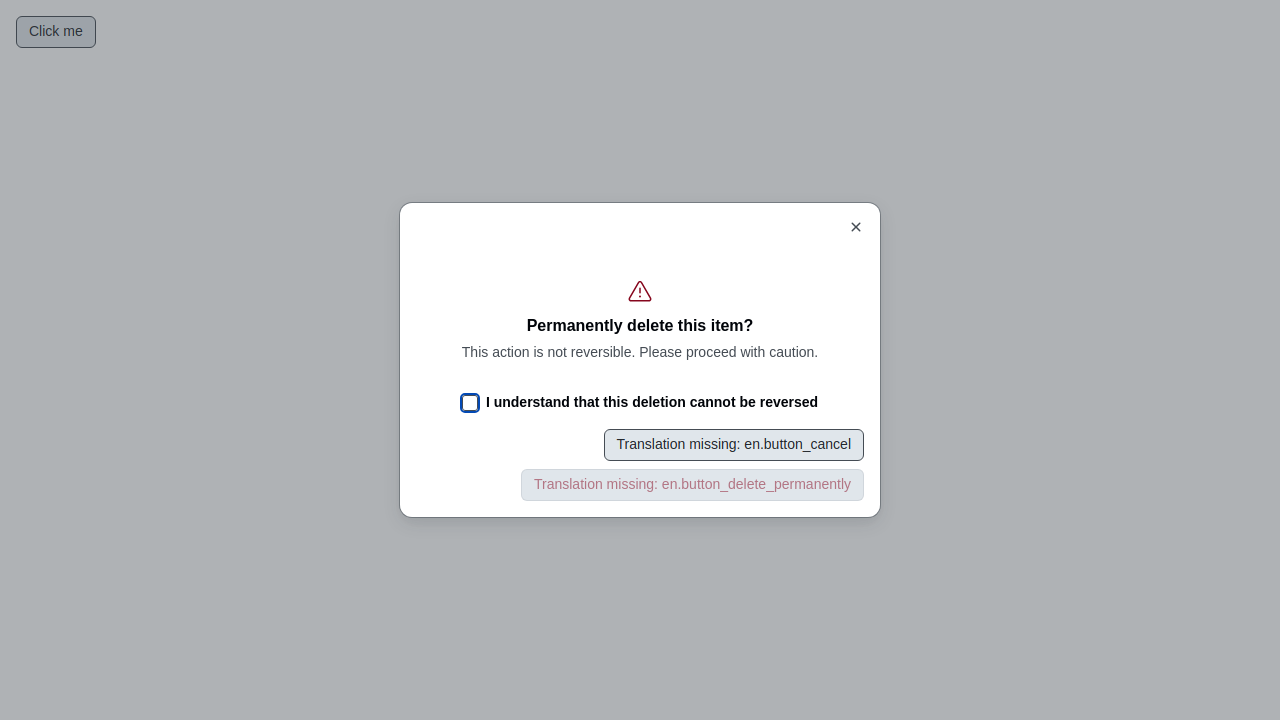 Click me
Permanently delete this item?
This action is not reversible. Please proceed with caution.
I understand that this deletion cannot be reversed
Translation missing: en.button_cancel
Translation missing: en.button_delete_permanently